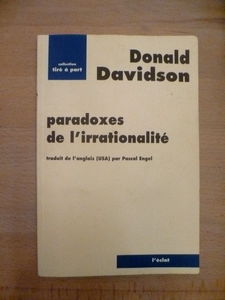 collection
tiré à part
Donald
Davidson
paradoxes
de l'irrationalité
traduit de l'anglais (USA) par Pascal Engel
l'éclat